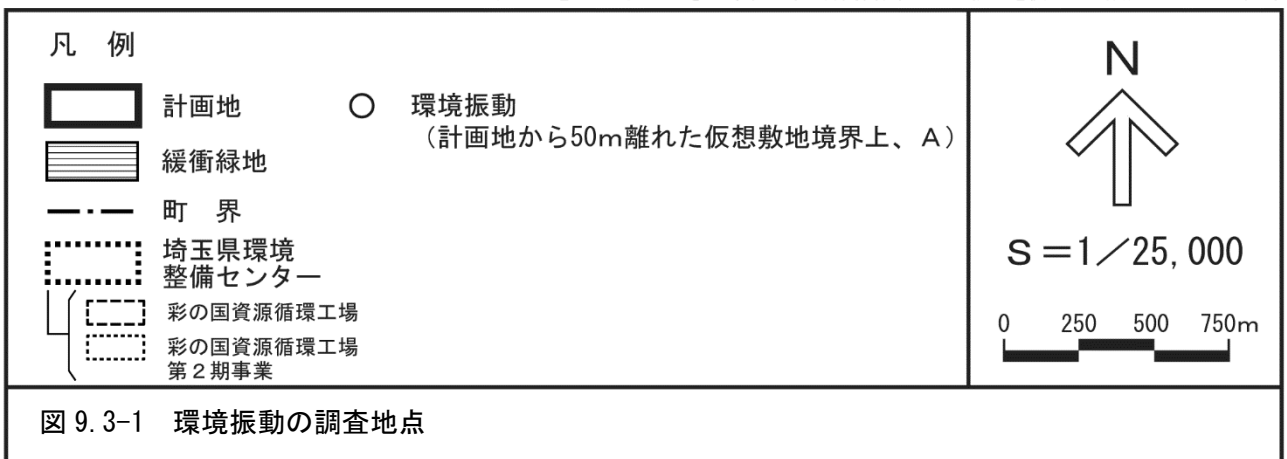 凡 例
計画地
○ 環境振動
（計画地から50m離れた仮想敷地境界上、A）
緩衝緑地
町 界
埼玉県環境
整備センター
彩の国資源循環工場
彩の国資源循環工場
第2期事業
N
S=1／25,000
0 250 500 750m
図 9.3-1 環境振動の調査地点